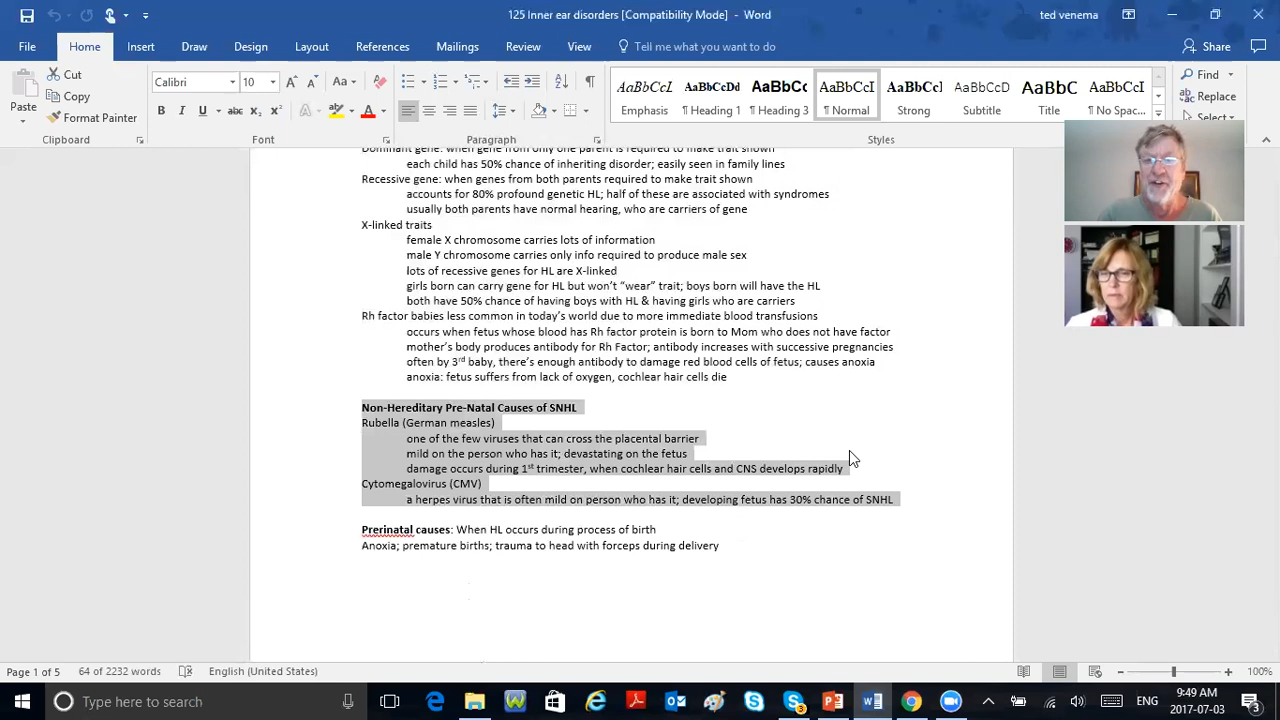 125 Inner ear disorders [Compatibility Mode] - Word
ted venema
File Home Insert Draw Design Layout References Mailings Review View Tell me what you want to do Share
Cut
Copy
Format Painter
Paste
Clipboard
Calibri 10
Font
Paragraph
AaBbCcL AaBbCcDd AaBbCc AaBbCcI AaBbCcI AaBbCcD AaBbC AaBbCcI
Emphasis ¶ Heading 1 ¶ Heading 3 ¶ Normal Strong Subtitle Title ¶ No Spac...
Styles
Find
Replace
Select
Dominant gene: when gene from only one parent is required to make trait shown
each child has 50% chance of inheriting disorder; easily seen in family lines
Recessive gene: when genes from both parents required to make trait shown
accounts for 80% profound genetic HL; half of these are associated with syndromes
usually both parents have normal hearing, who are carriers of gene
X-linked traits
female X chromosome carries lots of information
male Y chromosome carries only info required to produce male sex
lots of recessive genes for HL are X-linked
girls born can carry gene for HL but won't “wear” trait; boys born will have the HL
both have 50% chance of having boys with HL & having girls who are carriers
Rh factor babies less common in today's world due to more immediate blood transfusions
occurs when fetus whose blood has Rh factor protein is born to Mom who does not have factor
mother's body produces antibody for Rh Factor; antibody increases with successive pregnancies
often by 3rd baby, there's enough antibody to damage red blood cells of fetus; causes anoxia
anoxia: fetus suffers from lack of oxygen, cochlear hair cells die
Non-Hereditary Pre-Natal Causes of SNHL
Rubella (German measles)
one of the few viruses that can cross the placental barrier
mild on the person who has it; devastating on the fetus
damage occurs during 1st trimester, when cochlear hair cells and CNS develops rapidly
Cytomegalovirus (CMV)
a herpes virus that is often mild on person who has it; developing fetus has 30% chance of SNHL
Prerinatal causes: When HL occurs during process of birth
Anoxia; premature births; trauma to head with forceps during delivery
Page 1 of 5 64 of 2232 words English (United States) 100%
Type here to search
ENG
9:49 AM
2017-07-03